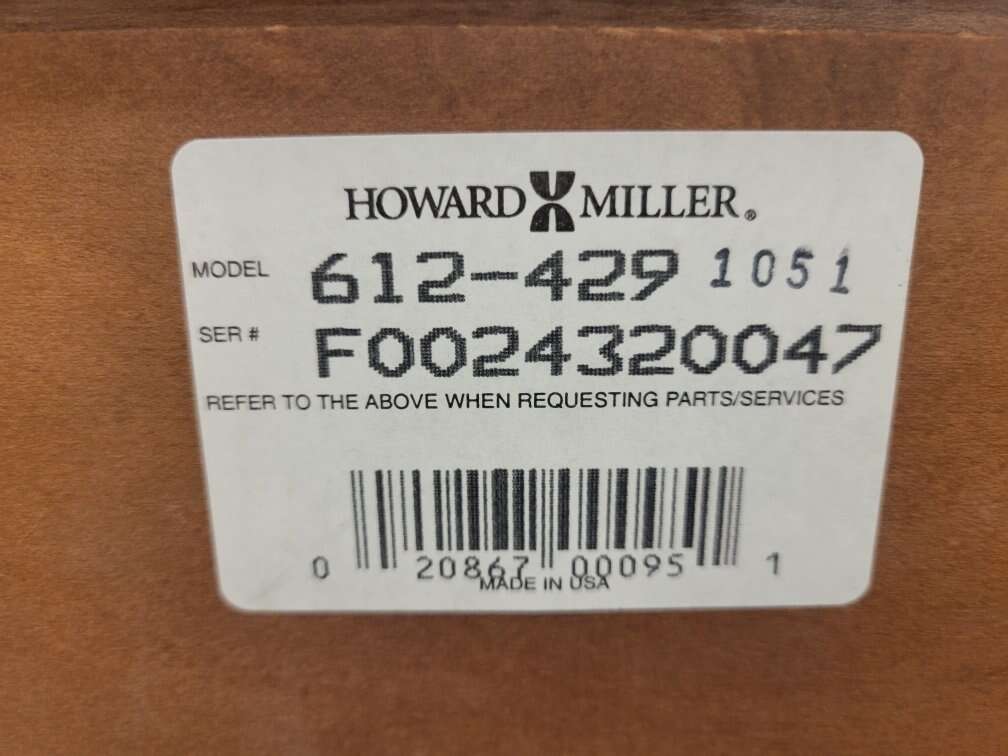 HOWARD MILLER®
MODEL 612-429 1051
SER # F0024320047
REFER TO THE ABOVE WHEN REQUESTING PARTS/SERVICES
0 20867 00095 1
MADE IN USA